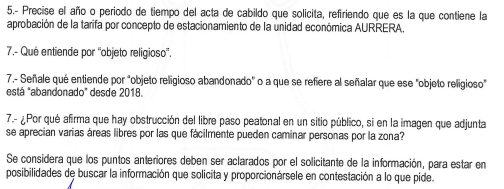 5.- Precise el año o periodo de tiempo del acta de cabildo que solicita, refiriendo que es la que contiene la
aprobación de la tarifa por concepto de estacionamiento de la unidad económica AURRERA.
7.- Qué entiende por "objeto religioso".
7.- Señale qué entiende por "objeto religioso abandonado" o a que se refiere al señalar que ese "objeto religioso"
está "abandonado" desde 2018.
7.- ¿Por qué afirma que hay obstrucción del libre paso peatonal en un sitio público, si en la imagen que adjunta
se aprecian varias áreas libres por las que fácilmente pueden caminar personas por la zona?
Se considera que los puntos anteriores deben ser aclarados por el solicitante de la información, para estar en
posibilidades de buscar la información que solicita y proporcionársele en contestación a lo que pide.